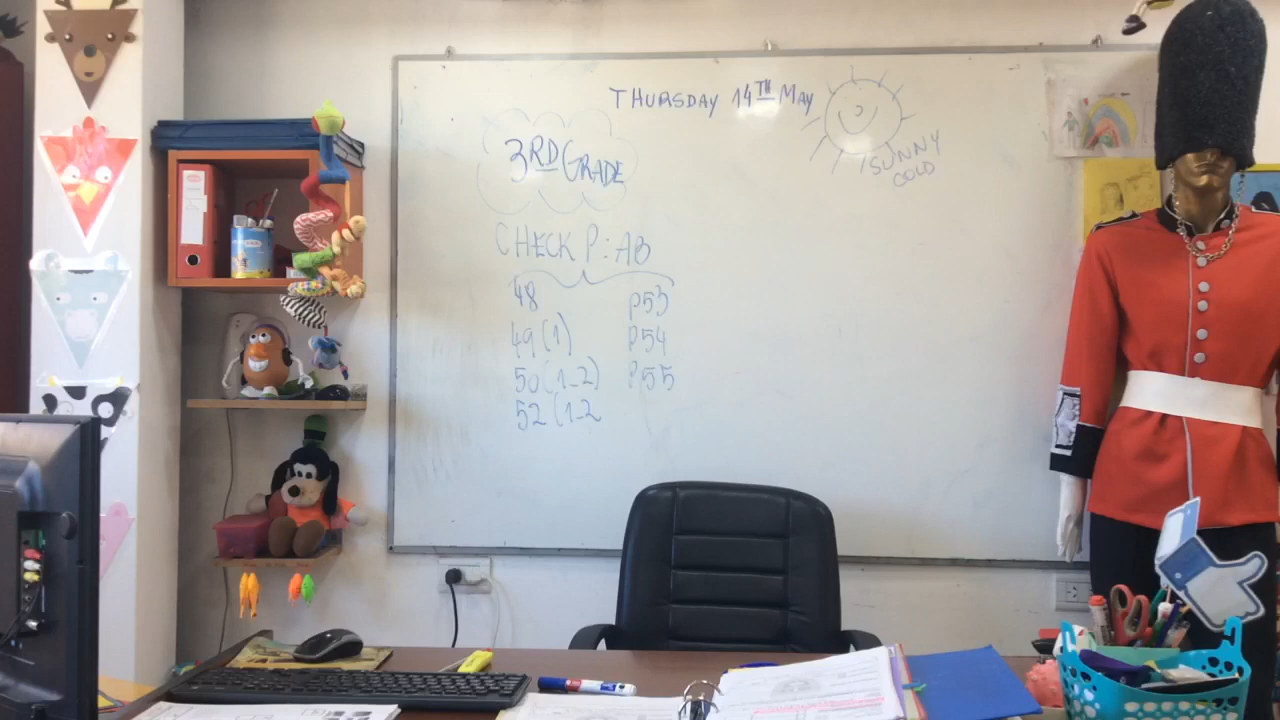 THURSDAY 14TH MAY
SUNNY
COLD
3RD GRADE
CHECK P: AB
48
49 (1)
50 (1-2)
52 (1-2
P53
P54
P55